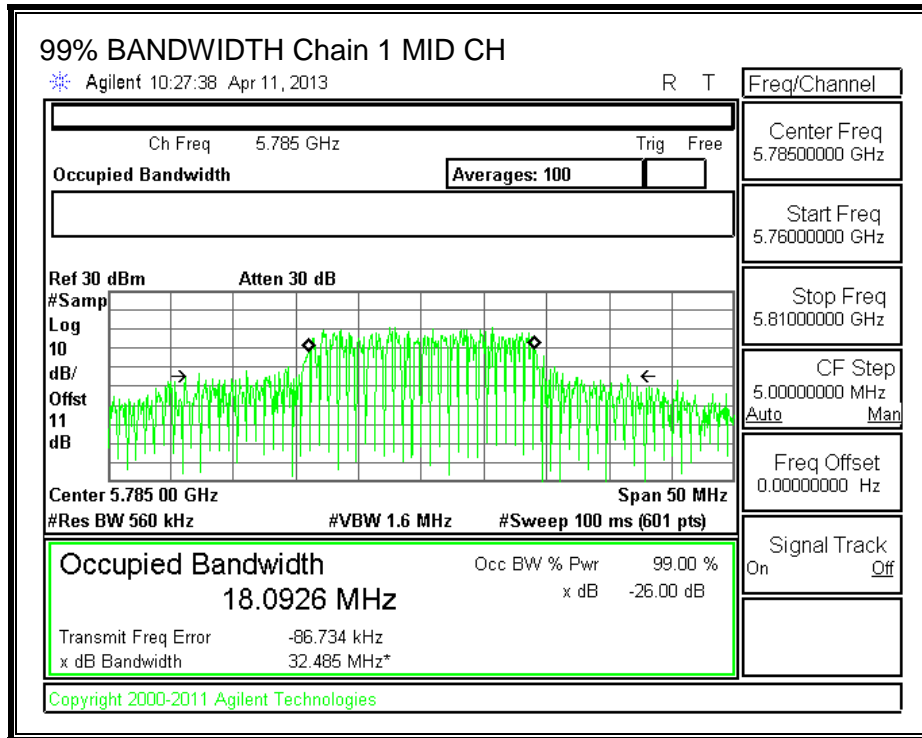 99% BANDWIDTH Chain 1 MID CH
Agilent 10:27:38 Apr 11, 2013 R T
Freq/Channel
Ch Freq 5.785 GHz Trig Free
Occupied Bandwidth Averages: 100
Center Freq
5.78500000 GHz
Start Freq
5.76000000 GHz
Ref 30 dBm Atten 30 dB
#Samp
Log
10
dB/
Offst
11
dB
Stop Freq
5.81000000 GHz
CF Step
5.00000000 MHz
Auto Man
Center 5.785 00 GHz Span 50 MHz
#Res BW 560 kHz #VBW 1.6 MHz #Sweep 100 ms (601 pts)
Freq Offset
0.00000000 Hz
Occupied Bandwidth Occ BW % Pwr 99.00 %
18.0926 MHz x dB -26.00 dB
Transmit Freq Error -86.734 kHz
x dB Bandwidth 32.485 MHz*
Signal Track
On Off
Copyright 2000-2011 Agilent Technologies